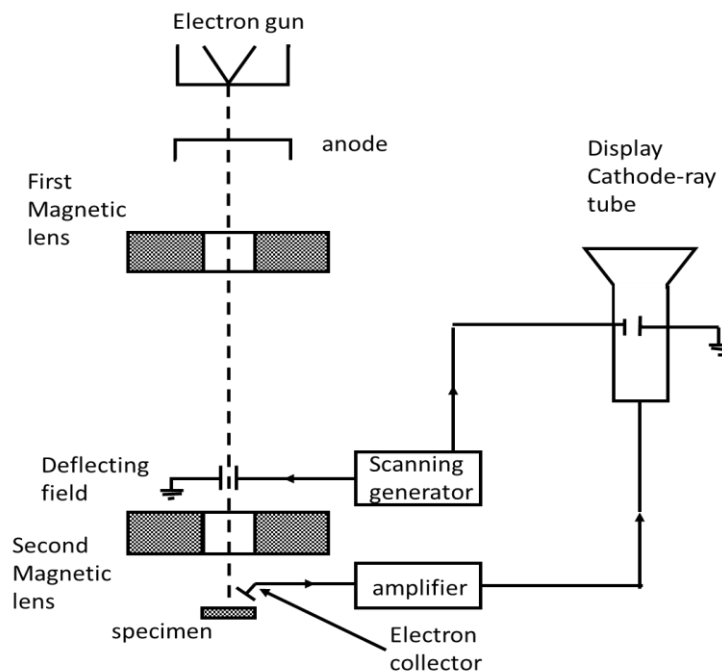 Electron gun
anode
Display
Cathode-ray
tube
First
Magnetic
lens
Deflecting
field
Scanning
generator
Second
Magnetic
lens
amplifier
specimen
Electron
collector